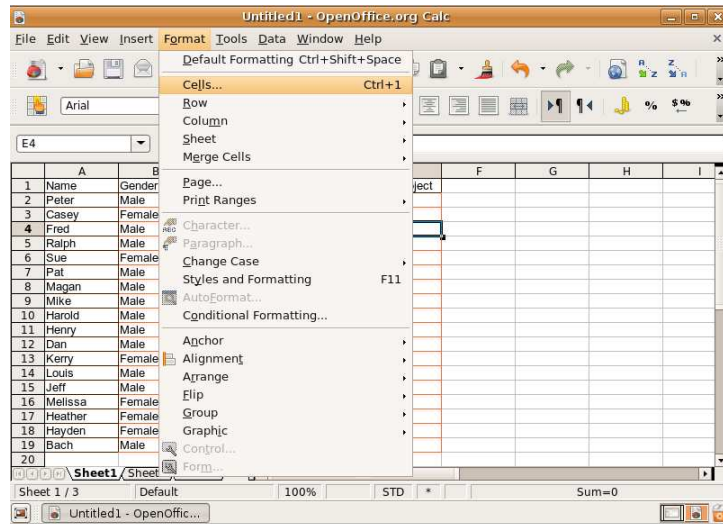 Untitled1 - OpenOffice.org Calc
File Edit View Insert Format Tools Data Window Help
Default Formatting Ctrl+Shift+Space
Cells... Ctrl+1
Row
Column
Sheet
Merge Cells
Page...
Print Ranges
Character...
Paragraph...
Change Case
Styles and Formatting F11
AutoFormat...
Conditional Formatting...
Anchor
Alignment
Arrange
Flip
Group
Graphic
Control...
Form...
Arial
% $%
E4
A B F G H I
1 Name Gender ject
2 Peter Male
3 Casey Female
4 Fred Male
5 Ralph Male
6 Sue Female
7 Pat Male
8 Magan Male
9 Mike Male
10 Harold Male
11 Henry Male
12 Dan Male
13 Kerry Female
14 Louis Male
15 Jeff Male
16 Melissa Female
17 Heather Female
18 Hayden Female
19 Bach Male
20
Sheet1 Sheet
Sheet 1 / 3 Default 100% STD * Sum=0
Untitled1 - OpenOffic...